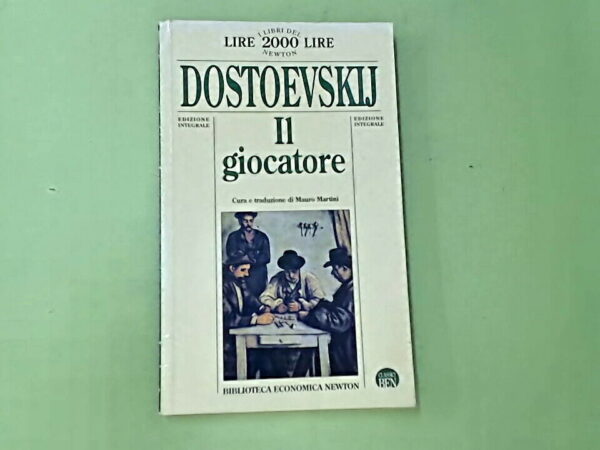 I LIBRI DEI
LIRE 2000 LIRE
NEWTON
DOSTOEVSKIJ
EDIZIONE
INTEGRALE
EDIZIONE
INTEGRALE
Il
giocatore
Cura e traduzione di Mauro Martini
BIBLIOTECA ECONOMICA NEWTON
CLASSICI
BEN